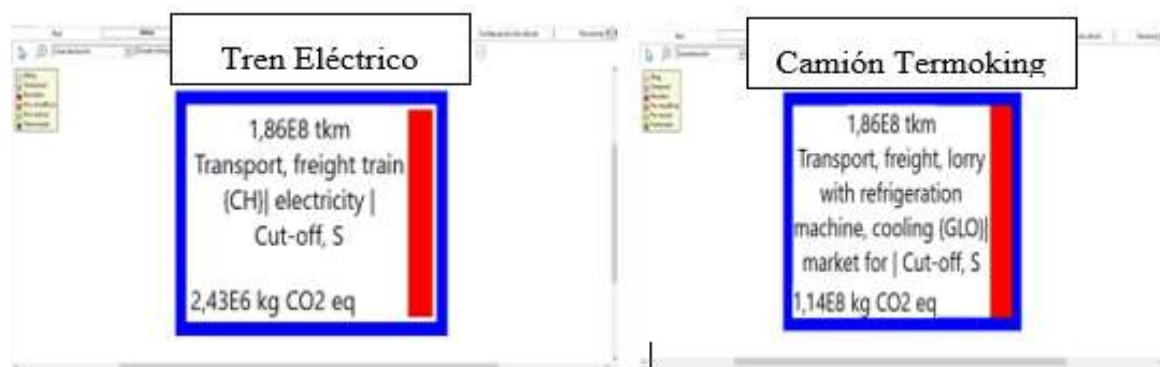 Tren Eléctrico
1,86E8 tkm
Transport, freight train
{CH}| electricity |
Cut-off, S
2,43E6 kg CO2 eq
Camión Termoking
1,86E8 tkm
Transport, freight, lorry
with refrigeration
machine, cooling {GLO}|
market for | Cut-off, S
1,14E8 kg CO2 eq